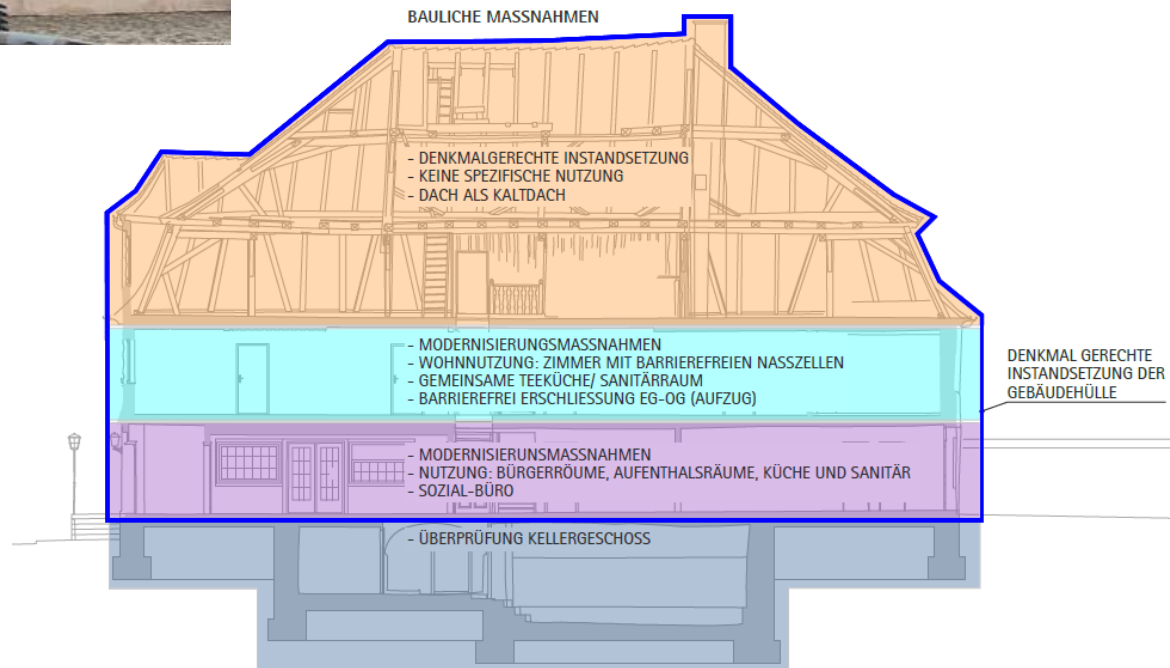 BAULICHE MASSNAHMEN
- DENKMALGERECHTE INSTANDSETZUNG
- KEINE SPEZIFISCHE NUTZUNG
- DACH ALS KALTDACH
- MODERNISIERUNGSMASSNAHMEN
- WOHNNUTZUNG: ZIMMER MIT BARRIEREFREIEN NASSZELLEN
- GEMEINSAME TEEKÜCHE/ SANITÄRRAUM
- BARRIEREFREI ERSCHLIESSUNG EG-OG (AUFZUG)
DENKMAL GERECHTE
INSTANDSETZUNG DER
GEBÄUDEHÜLLE
- MODERNISIERUNSMASSNAHMEN
- NUTZUNG: BÜRGERRÖUME, AUFENTHALSRÄUME, KÜCHE UND SANITÄR
- SOZIAL-BÜRO
- ÜBERPRÜFUNG KELLERGESCHOSS